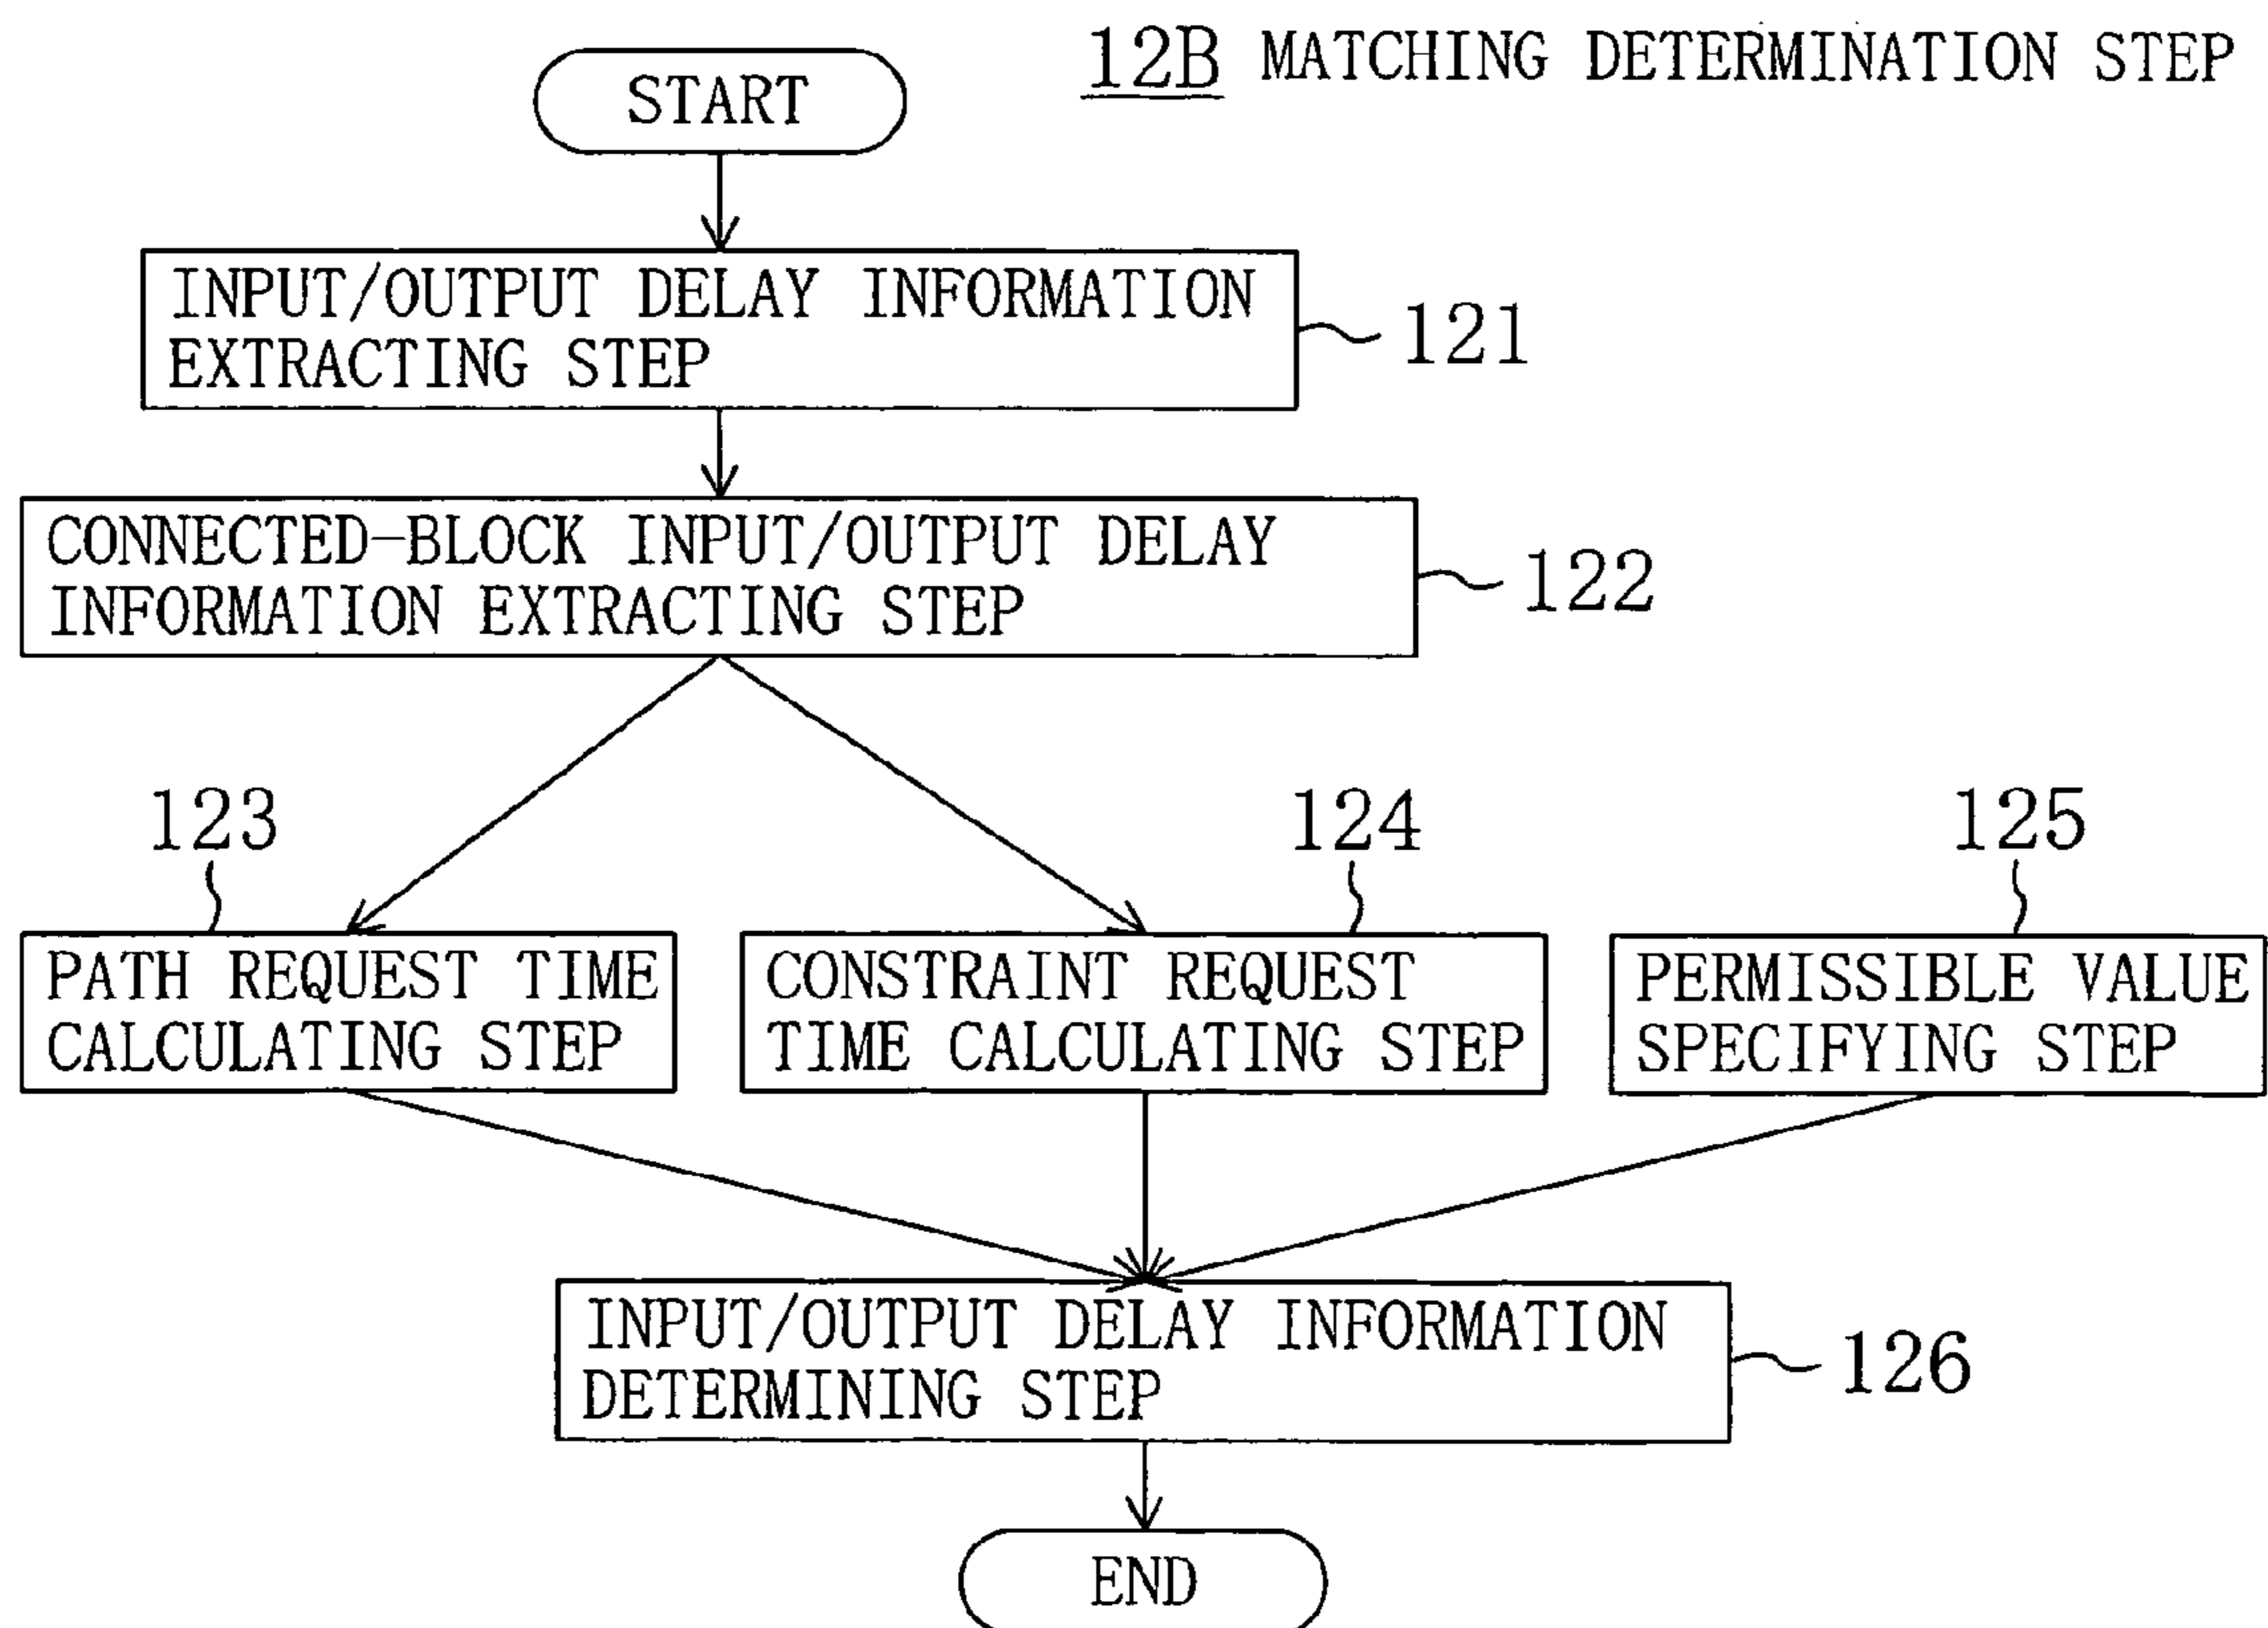 12B MATCHING DETERMINATION STEP
START
INPUT/OUTPUT DELAY INFORMATION
EXTRACTING STEP
121
CONNECTED-BLOCK INPUT/OUTPUT DELAY
INFORMATION EXTRACTING STEP
122
123
124
125
PATH REQUEST TIME
CALCULATING STEP
CONSTRAINT REQUEST
TIME CALCULATING STEP
PERMISSIBLE VALUE
SPECIFYING STEP
INPUT/OUTPUT DELAY INFORMATION
DETERMINING STEP
126
END